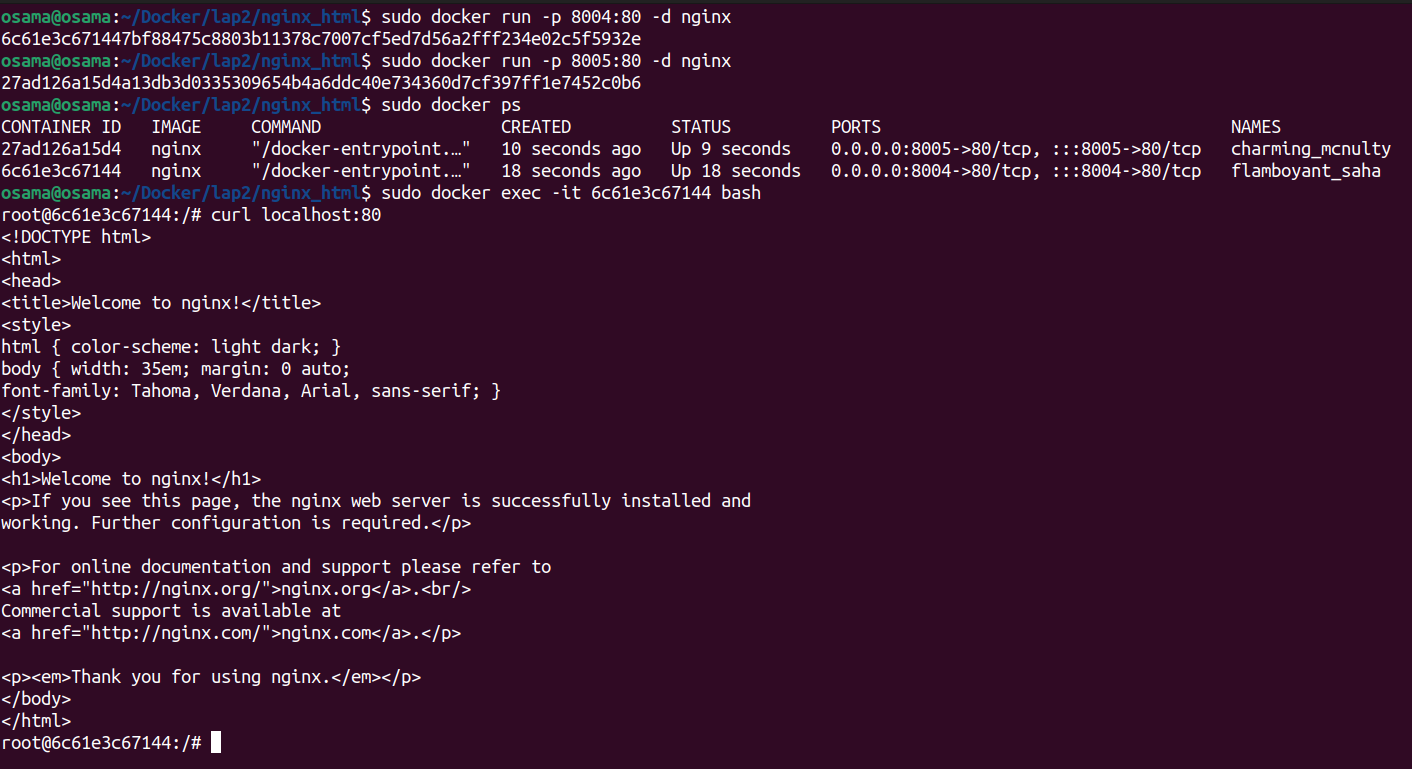 osama@osama:~/Docker/lap2/nginx_html$ sudo docker run -p 8004:80 -d nginx
6c61e3c671447bf88475c8803b11378c7007cf5ed7d56a2fff234e02c5f5932e
osama@osama:~/Docker/lap2/nginx_html$ sudo docker run -p 8005:80 -d nginx
27ad126a15d4a13db3d0335309654b4a6ddc40e734360d7cf397ff1e7452c0b6
osama@osama:~/Docker/lap2/nginx_html$ sudo docker ps
CONTAINER ID   IMAGE     COMMAND                  CREATED          STATUS          PORTS                                   NAMES
27ad126a15d4   nginx     "/docker-entrypoint.…"   10 seconds ago   Up 9 seconds    0.0.0.0:8005->80/tcp, :::8005->80/tcp   charming_mcnulty
6c61e3c67144   nginx     "/docker-entrypoint.…"   18 seconds ago   Up 18 seconds   0.0.0.0:8004->80/tcp, :::8004->80/tcp   flamboyant_saha
osama@osama:~/Docker/lap2/nginx_html$ sudo docker exec -it 6c61e3c67144 bash
root@6c61e3c67144:/# curl localhost:80
<!DOCTYPE html>
<html>
<head>
<title>Welcome to nginx!</title>
<style>
html { color-scheme: light dark; }
body { width: 35em; margin: 0 auto;
font-family: Tahoma, Verdana, Arial, sans-serif; }
</style>
</head>
<body>
<h1>Welcome to nginx!</h1>
<p>If you see this page, the nginx web server is successfully installed and
working. Further configuration is required.</p>

<p>For online documentation and support please refer to
<a href="http://nginx.org/">nginx.org</a>.<br/>
Commercial support is available at
<a href="http://nginx.com/">nginx.com</a>.</p>

<p><em>Thank you for using nginx.</em></p>
</body>
</html>
root@6c61e3c67144:/#